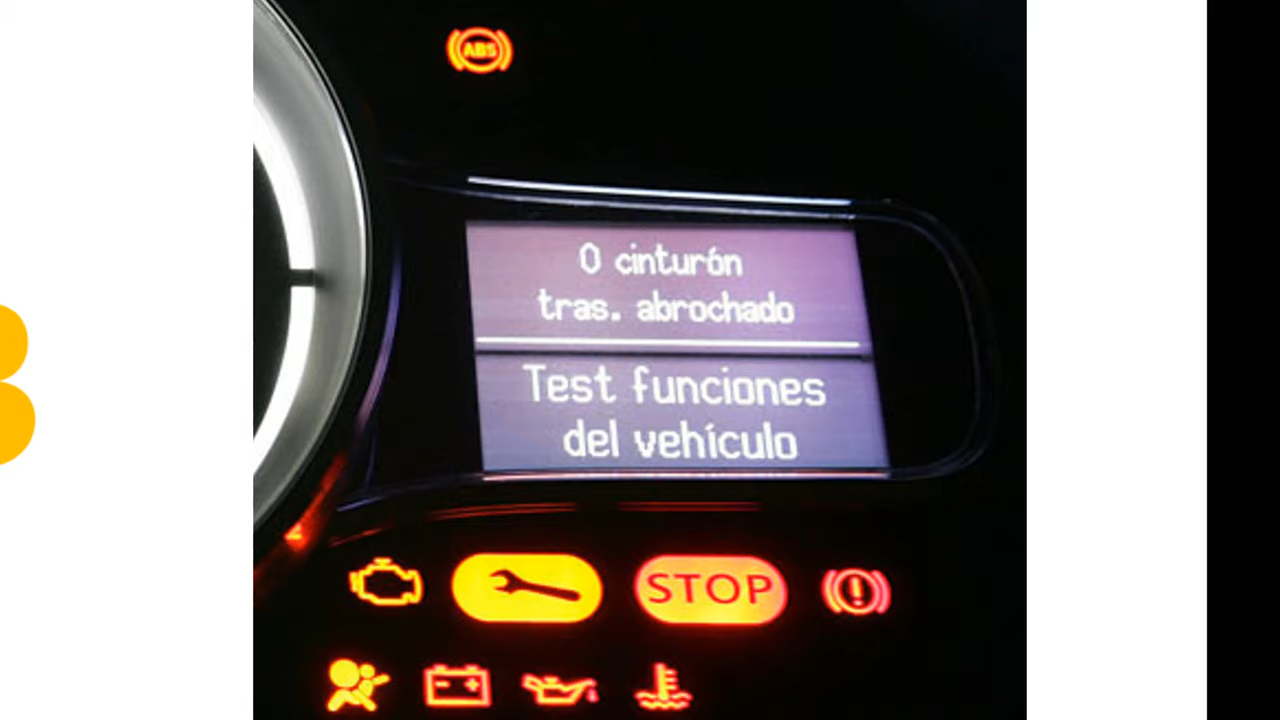 ABS
0 cinturón
tras. abrochado
Test funciones
del vehículo
STOP